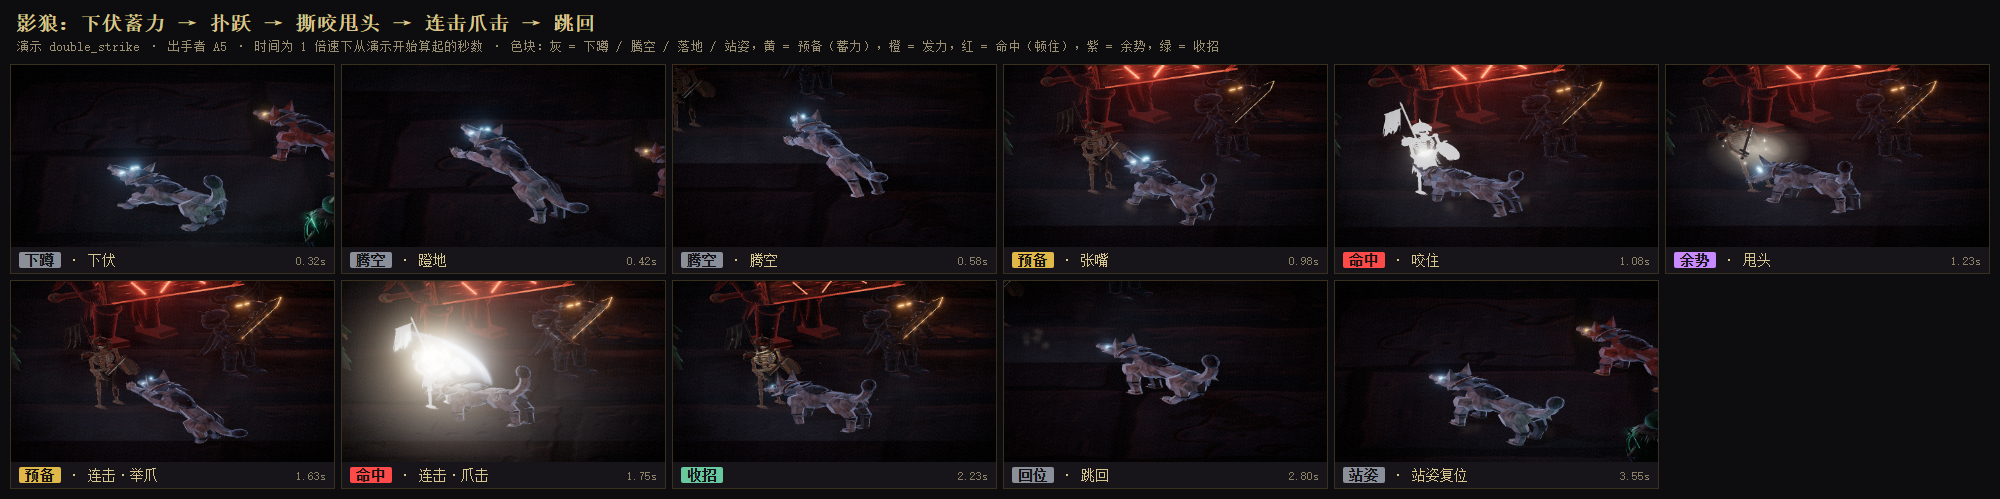 影狼：下伏蓄力 → 扑跃 → 撕咬甩头 → 连击爪击 → 跳回
演示 double_strike · 出手者 A5 · 时间为 1 倍速下从演示开始算起的秒数 · 色块：灰 = 下蹲 / 腾空 / 落地 / 站姿，黄 = 预备（蓄力），橙 = 发力，红 = 命中（顿住），紫 = 余势，绿 = 收招
下蹲 · 下伏 0.32s
腾空 · 蹬地 0.42s
腾空 · 腾空 0.58s
预备 · 张嘴 0.98s
命中 · 咬住 1.08s
余势 · 甩头 1.23s
预备 · 连击·举爪 1.63s
命中 · 连击·爪击 1.75s
收招 2.23s
回位 · 跳回 2.80s
站姿 · 站姿复位 3.55s